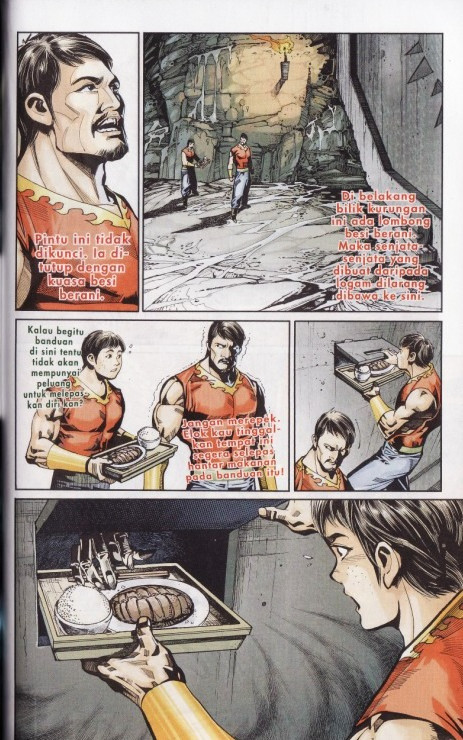 Pintu ini tidak
dikunci. Ia di-
tutup dengan
kuasa besi
berani.
Di belakang
bilik kurungan
ini ada lombong
besi berani.
Maka senjata-
senjata yang
dibuat daripada
logam dilarang
dibawa ke sini.
Kalau begitu
banduan
di sini tentu
tidak akan
mempunyai
peluang
untuk melepas-
kan diri kan?
Jangan merepek.
Elok kau tinggal-
kan tempat ini
segera selepas
hantar makanan
pada banduan itu!